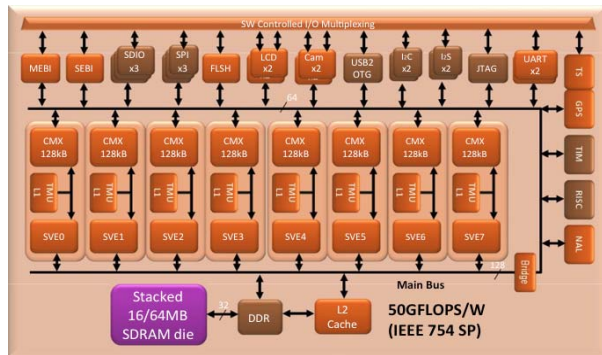 SW Controlled I/O Multiplexing
MEBI
SEBI
SDIO
x3
SPI
x3
FLSH
LCD
x2
Cam
x2
USB2
OTG
I2C
x2
I2S
x2
JTAG
UART
x2
TS
64
GPS
CMX
128kB
CMX
128kB
CMX
128kB
CMX
128kB
CMX
128kB
CMX
128kB
CMX
128kB
CMX
128kB
TIM
TMU
L1
TMU
L1
TMU
L1
TMU
L1
TMU
L1
TMU
L1
TMU
L1
TMU
L1
RISC
SVE0
SVE1
SVE2
SVE3
SVE4
SVE5
SVE6
SVE7
NAL
128
Bridge
Main Bus
Stacked
16/64MB
SDRAM die
32
DDR
L2
Cache
50GFLOPS/W
(IEEE 754 SP)